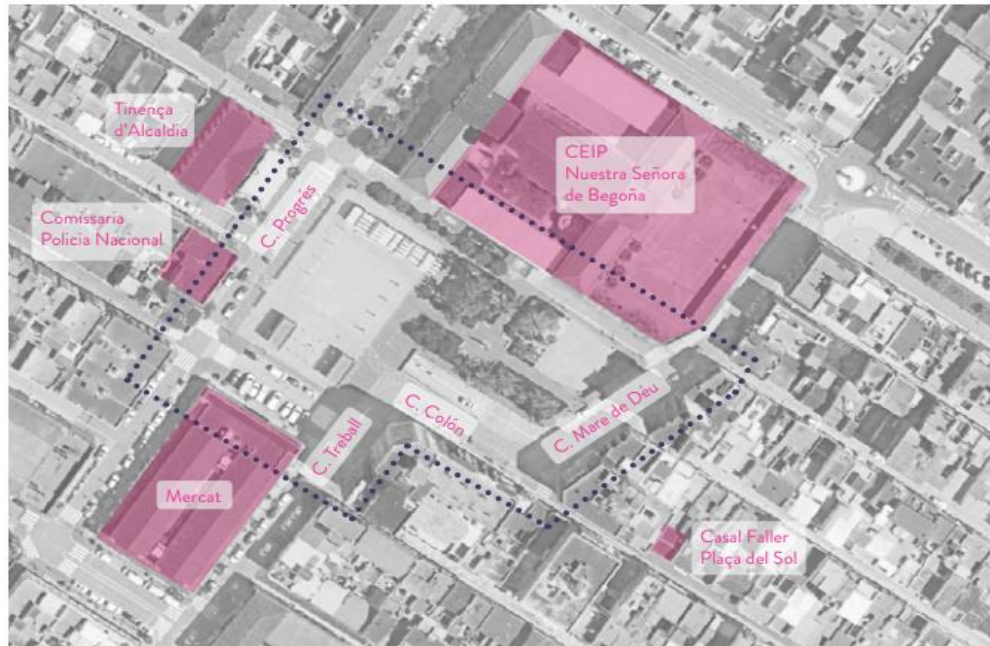 Tinença
d'Alcaldia
CEIP
Nuestra Señora
de Begoña
Comissaria
Policia Nacional
C. Progrés
C. Mare de Déu
C. Colón
C. Treball
Mercat
Casal Faller
Plaça del Sol